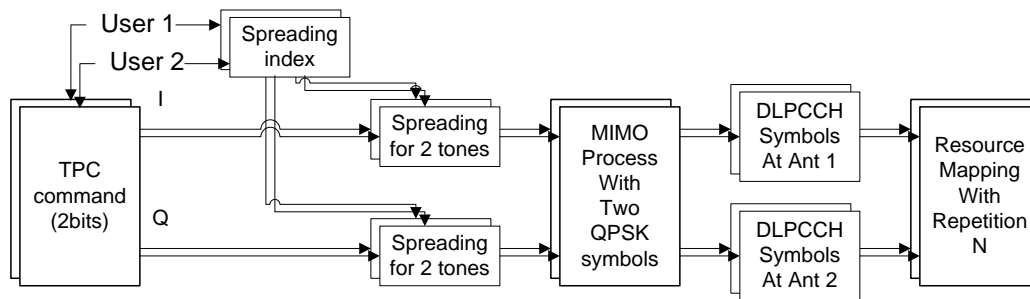 User 1
User 2
Spreading
index
I
Q
TPC
command
(2bits)
Spreading
for 2 tones
Spreading
for 2 tones
MIMO
Process
With
Two
QPSK
symbols
DLPCCH
Symbols
At Ant 1
DLPCCH
Symbols
At Ant 2
Resource
Mapping
With
Repetition
N